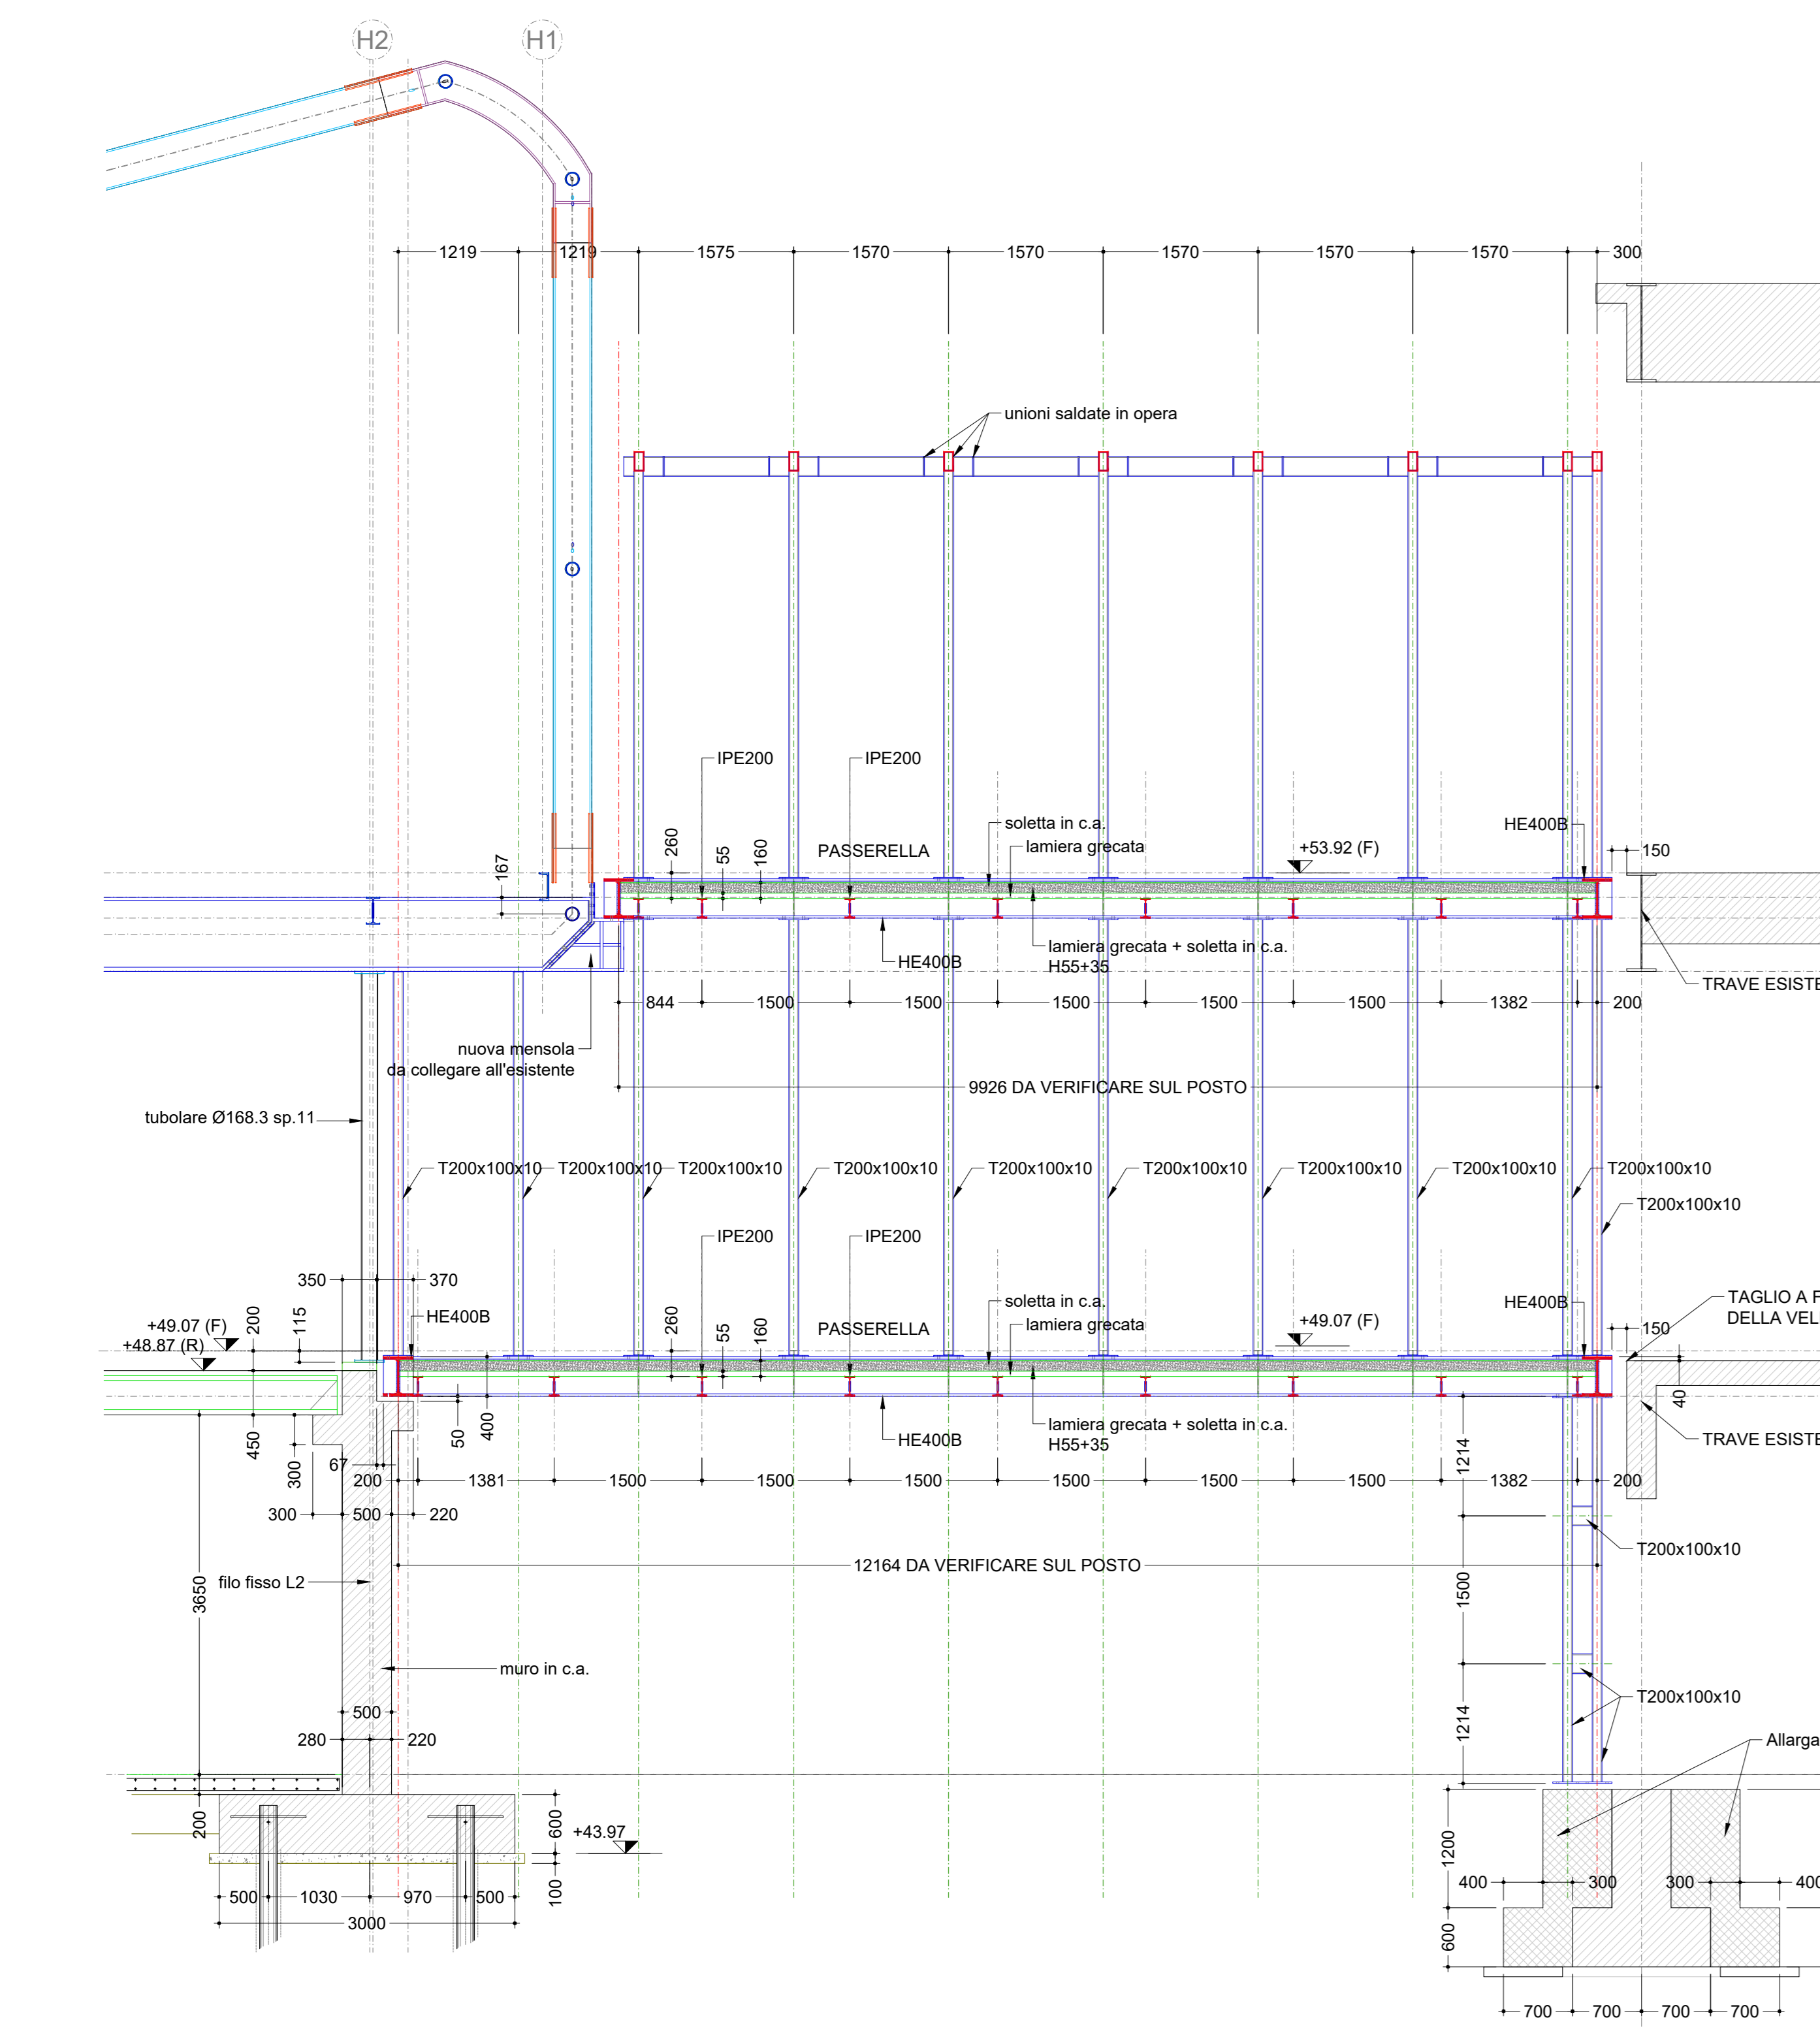 H2
H1
1219
1219
1575
1570
1570
1570
1570
1570
300
unioni saldate in opera
IPE200
IPE200
260
55
160
PASSERELLA
soletta in c.a.
lamiera grecata
+53.92 (F)
HE400B
150
167
lamiera grecata + soletta in c.a.
H55+35
HE400B
TRAVE ESISTE
844
1500
1500
1500
1500
1500
1382
200
nuova mensola
da collegare all'esistente
9926 DA VERIFICARE SUL POSTO
tubolare Ø168.3 sp.11
T200x100x10
T200x100x10
T200x100x10
T200x100x10
T200x100x10
T200x100x10
T200x100x10
T200x100x10
T200x100x10
T200x100x10
IPE200
IPE200
350
370
HE400B
+49.07 (F)
+48.87 (R)
200
115
260
55
160
PASSERELLA
soletta in c.a.
lamiera grecata
+49.07 (F)
HE400B
150
TAGLIO A F
DELLA VEL
40
450
300
50
400
67
HE400B
lamiera grecata + soletta in c.a.
H55+35
1214
TRAVE ESISTE
200
1381
1500
1500
1500
1500
1500
1500
1382
200
300
500
220
T200x100x10
12164 DA VERIFICARE SUL POSTO
filo fisso L2
3650
1500
muro in c.a.
T200x100x10
500
280
220
1214
Allarga
200
600
+43.97
100
1200
500
1030
970
500
3000
400
300
300
400
600
700
700
700
700